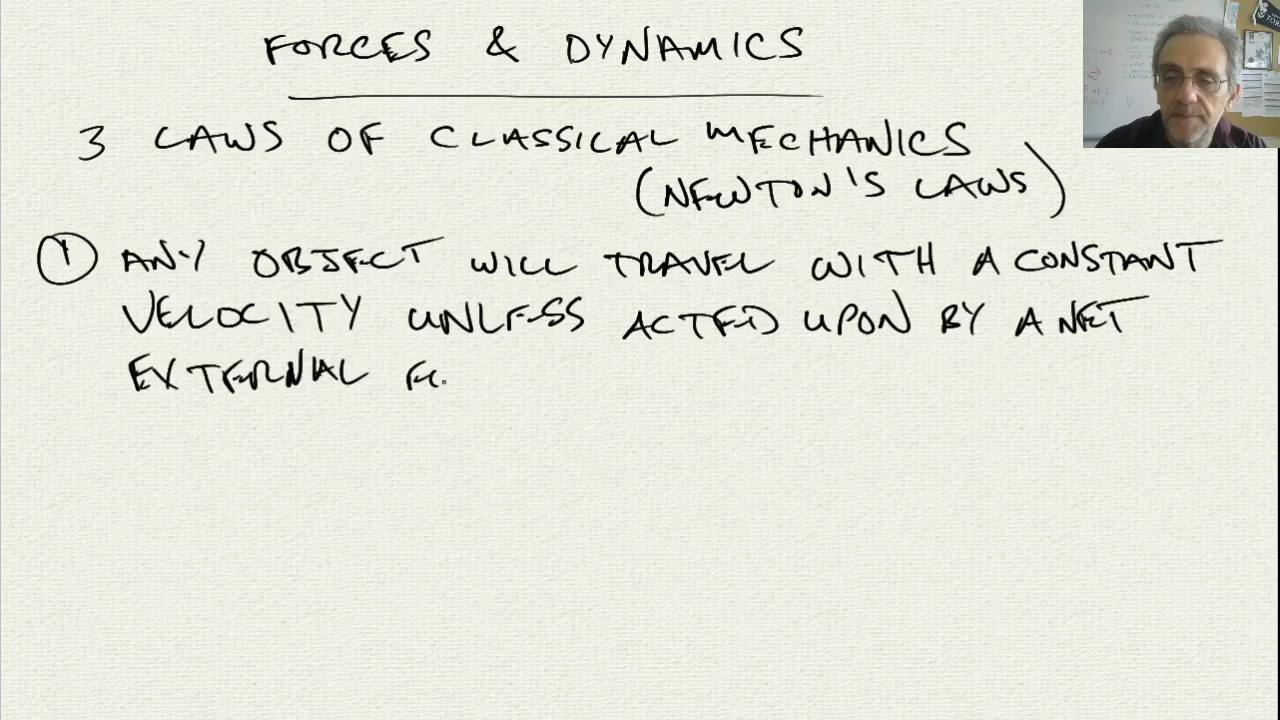 FORCES & DYNAMICS
3 LAWS OF CLASSICAL MECHANICS
(NEWTON'S LAWS)
① ANY OBJECT WILL TRAVEL WITH A CONSTANT
VELOCITY UNLESS ACTED UPON BY A NET
EXTERNAL